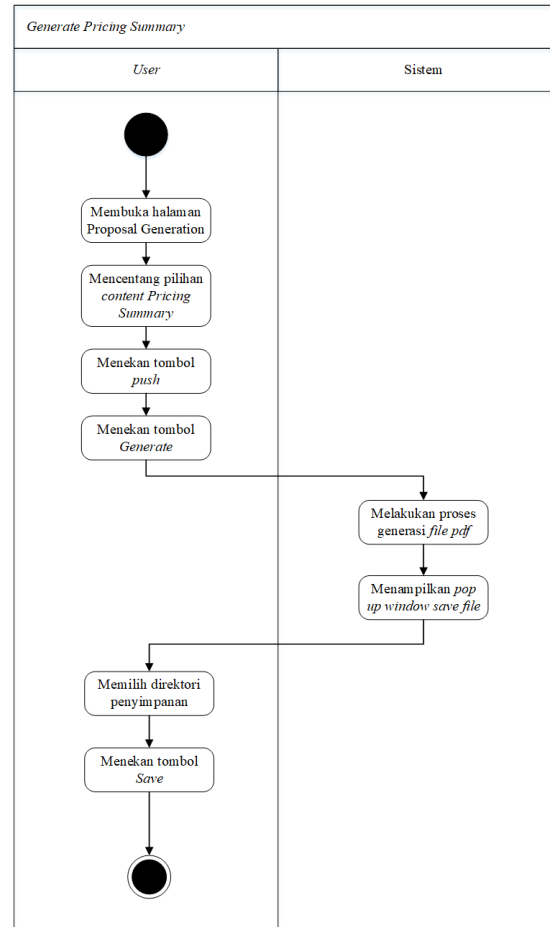 Generate Pricing Summary
User
Sistem
Membuka halaman
Proposal Generation
Mencentang pilihan
content Pricing
Summary
Menekan tombol
push
Menekan tombol
Generate
Melakukan proses
generasi file pdf
Menampilkan pop
up window save file
Memilih direktori
penyimpanan
Menekan tombol
Save